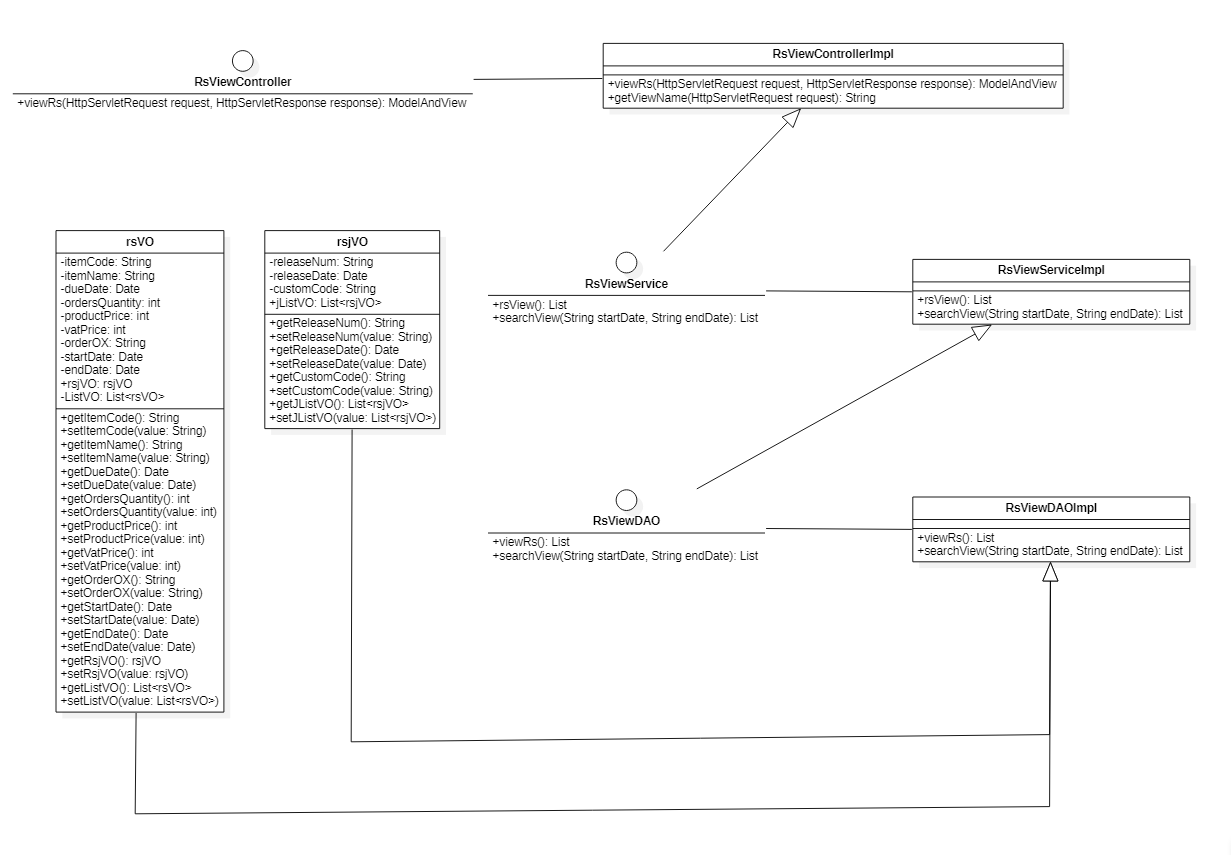 RsViewController
+viewRs(HttpServletRequest request, HttpServletResponse response): ModelAndView
RsViewControllerImpl
+viewRs(HttpServletRequest request, HttpServletResponse response): ModelAndView
+getViewName(HttpServletRequest request): String
rsVO
-itemCode: String
-itemName: String
-dueDate: Date
-ordersQuantity: int
-productPrice: int
-vatPrice: int
-orderOX: String
-startDate: Date
-endDate: Date
+rsjVO: rsjVO
-ListVO: List<rsVO>
+getItemCode(): String
+setItemCode(value: String)
+getItemName(): String
+setItemName(value: String)
+getDueDate(): Date
+setDueDate(value: Date)
+getOrdersQuantity(): int
+setOrdersQuantity(value: int)
+getProductPrice(): int
+setProductPrice(value: int)
+getVatPrice(): int
+setVatPrice(value: int)
+getOrderOX(): String
+setOrderOX(value: String)
+getStartDate(): Date
+setStartDate(value: Date)
+getEndDate(): Date
+setEndDate(value: Date)
+getRsjVO(): rsjVO
+setRsjVO(value: rsjVO)
+getListVO(): List<rsVO>
+setListVO(value: List<rsVO>)
rsjVO
-releaseNum: String
-releaseDate: Date
-customCode: String
+jListVO: List<rsjVO>
+getReleaseNum(): String
+setReleaseNum(value: String)
+getReleaseDate(): Date
+setReleaseDate(value: Date)
+getCustomCode(): String
+setCustomCode(value: String)
+getJListVO(): List<rsjVO>
+setJListVO(value: List<rsjVO>)
RsViewService
+rsView(): List
+searchView(String startDate, String endDate): List
RsViewServiceImpl
+rsView(): List
+searchView(String startDate, String endDate): List
RsViewDAO
+viewRs(): List
+searchView(String startDate, String endDate): List
RsViewDAOImpl
+viewRs(): List
+searchView(String startDate, String endDate): List